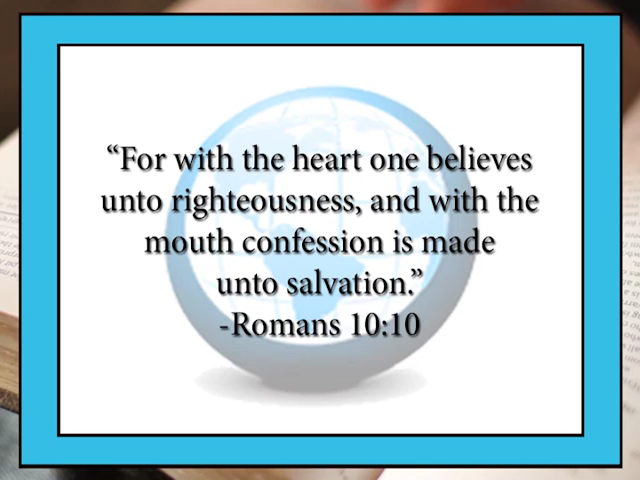 “For with the heart one believes
unto righteousness, and with the
mouth confession is made
unto salvation.”
-Romans 10:10